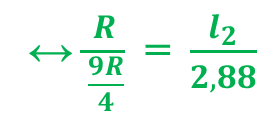 ↔ R / (9R/4) = l₂ / 2,88